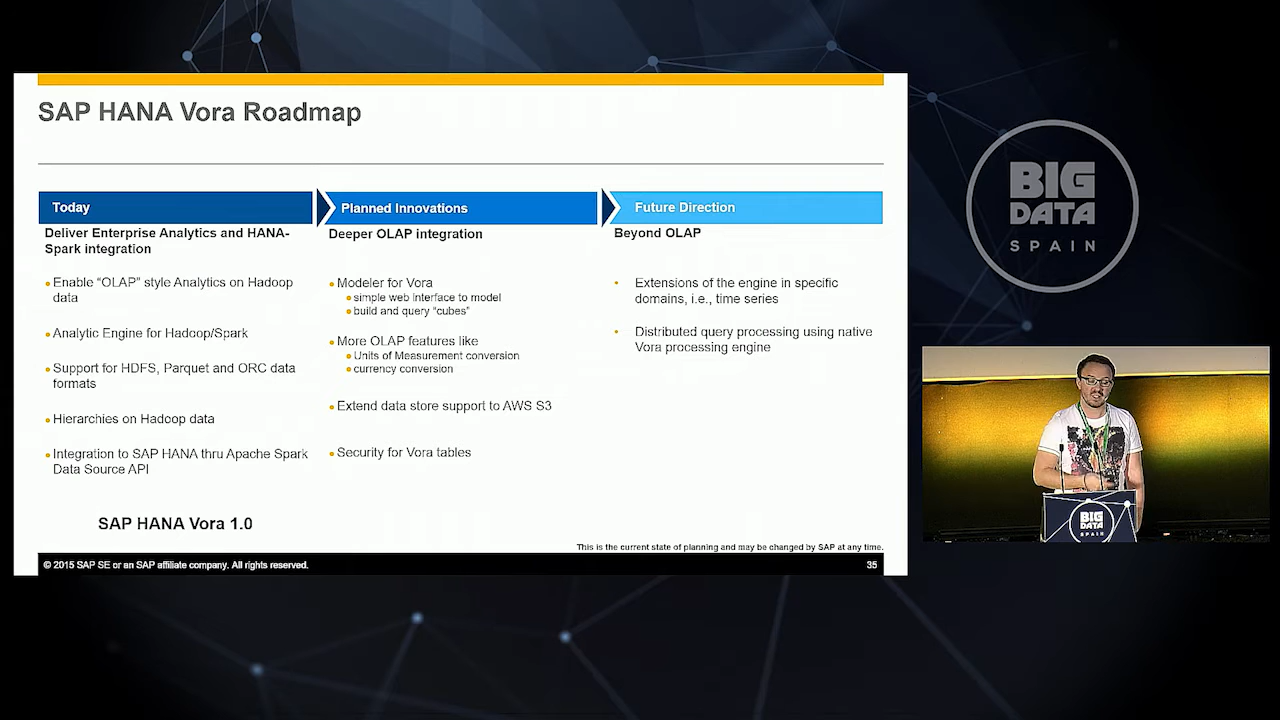 SAP HANA Vora Roadmap
Today
Deliver Enterprise Analytics and HANA-
Spark integration
Enable “OLAP” style Analytics on Hadoop
data
Analytic Engine for Hadoop/Spark
Support for HDFS, Parquet and ORC data
formats
Hierarchies on Hadoop data
Integration to SAP HANA thru Apache Spark
Data Source API
SAP HANA Vora 1.0
Planned Innovations
Deeper OLAP integration
Modeler for Vora
simple web interface to model
build and query “cubes”
More OLAP features like
Units of Measurement conversion
currency conversion
Extend data store support to AWS S3
Security for Vora tables
Future Direction
Beyond OLAP
Extensions of the engine in specific
domains, i.e., time series
Distributed query processing using native
Vora processing engine
This is the current state of planning and may be changed by SAP at any time.
© 2015 SAP SE or an SAP affiliate company. All rights reserved.
35
BIG
DATA
SPAIN
BIG
DATA
SPAIN